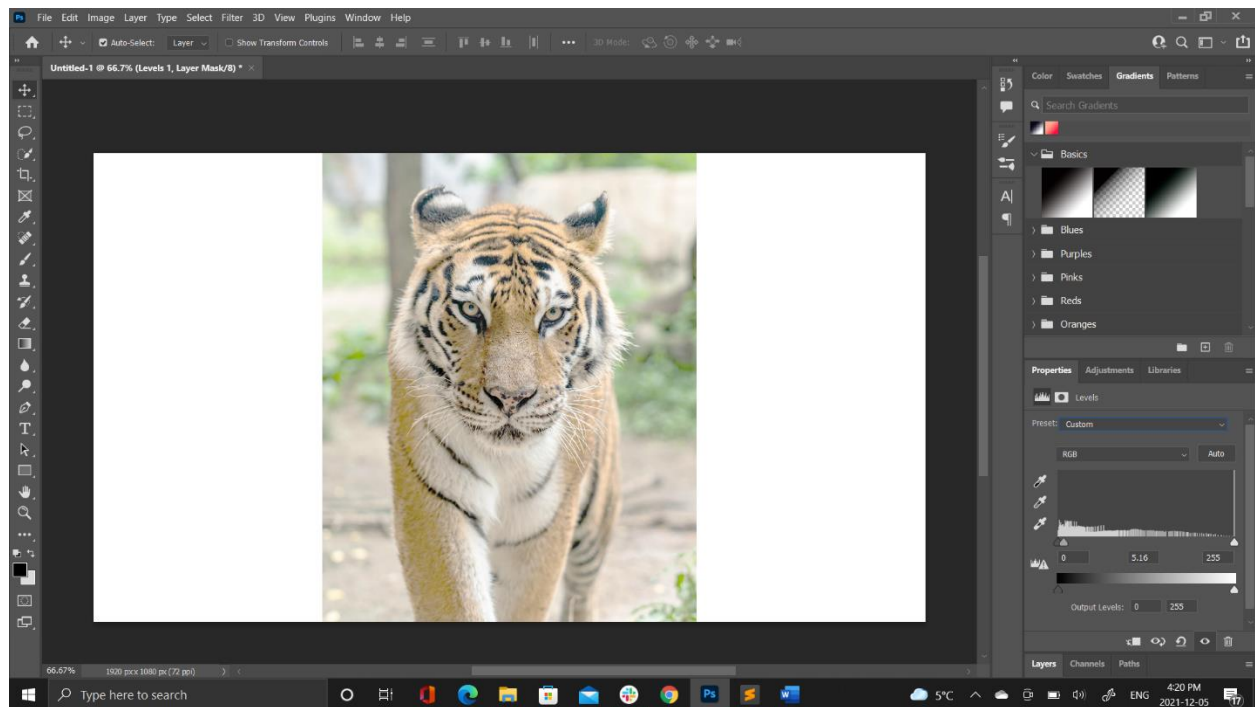 Ps File Edit Image Layer Type Select Filter 3D View Plugins Window Help
Auto-Select: Layer Show Transform Controls 3D Mode:
Untitled-1 @ 66.7% (Levels 1, Layer Mask/8) * ×
Color Swatches Gradients Patterns
Search Gradients
Basics
Blues
Purples
Pinks
Reds
Oranges
Properties Adjustments Libraries
Levels
Preset: Custom
RGB Auto
0 5.16 255
Output Levels: 0 255
Layers Channels Paths
66.67% 1920 px x 1080 px (72 ppi)
Type here to search
Ps
5°C ENG 4:20 PM
2021-12-05
17